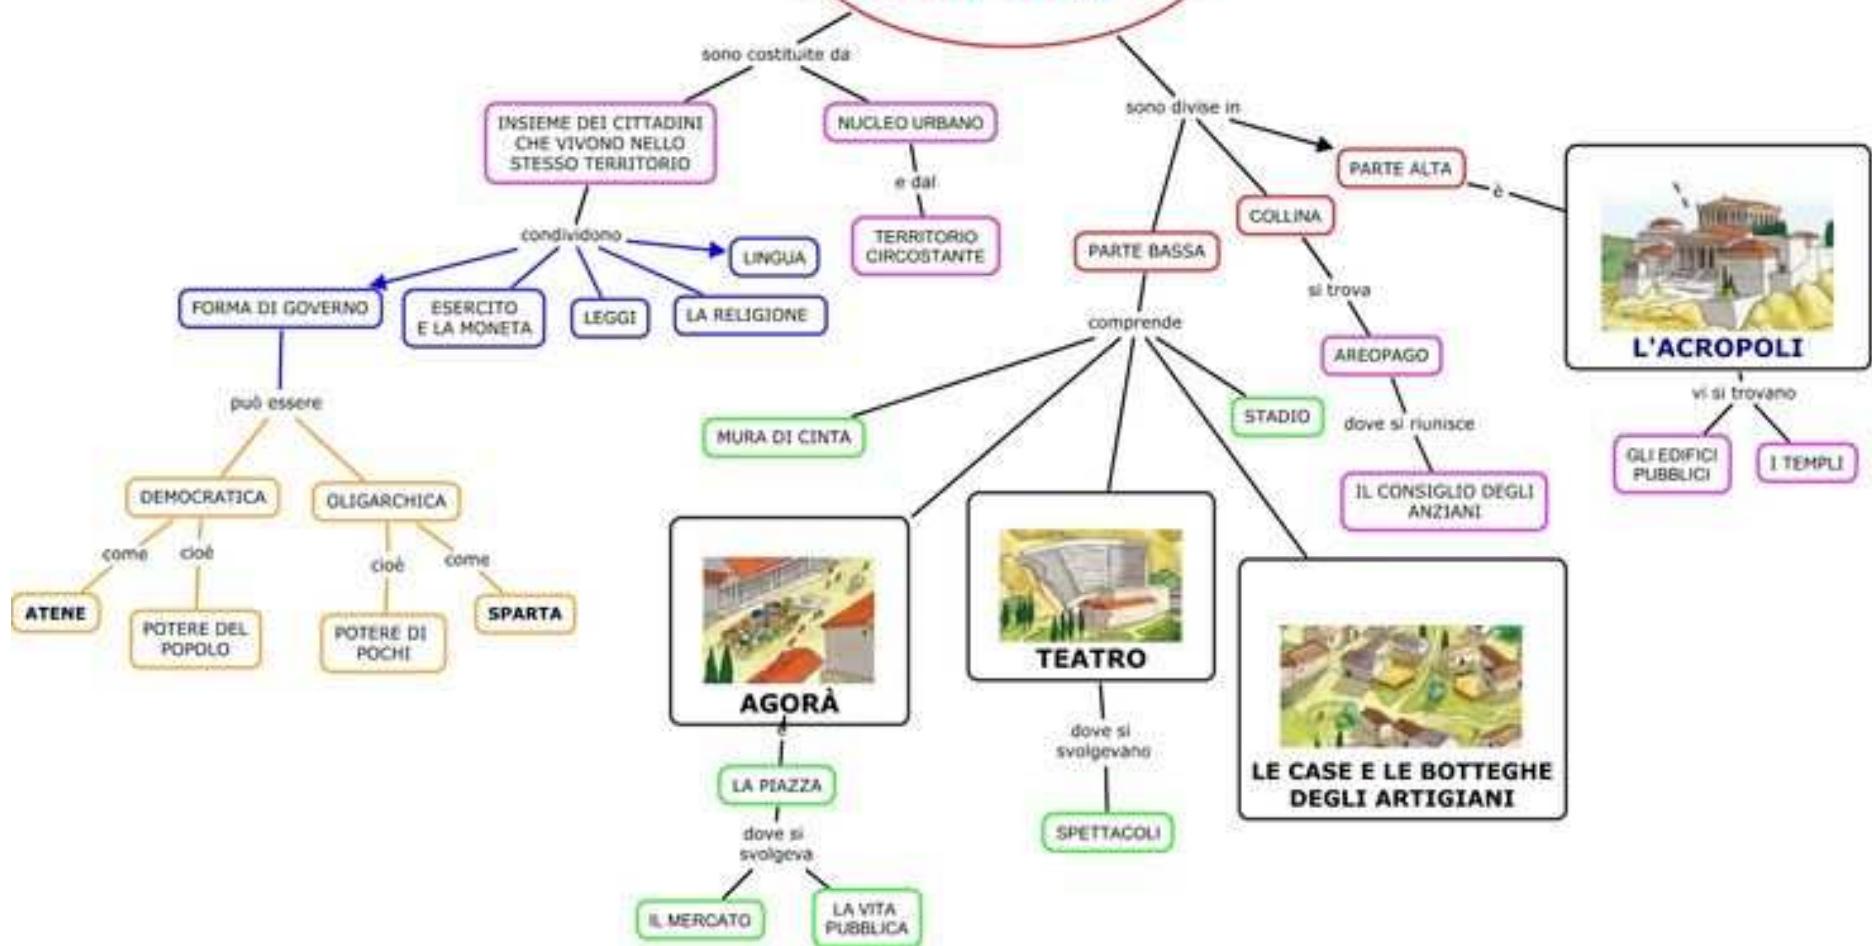 sono costituite da
INSIEME DEI CITTADINI
CHE VIVONO NELLO
STESSO TERRITORIO
NUCLEO URBANO
e dal
TERRITORIO
CIRCOSTANTE
condividono
LINGUA
FORMA DI GOVERNO
ESERCITO
E LA MONETA
LEGGI
LA RELIGIONE
può essere
DEMOCRATICA
OLIGARCHICA
come
cioè
cioè
come
ATENE
POTERE DEL
POPOLO
POTERE DI
POCHI
SPARTA
sono divise in
PARTE BASSA
COLLINA
PARTE ALTA
è
L'ACROPOLI
vi si trovano
GLI EDIFICI
PUBBLICI
I TEMPLI
si trova
AREOPAGO
dove si riunisce
IL CONSIGLIO DEGLI
ANZIANI
comprende
MURA DI CINTA
STADIO
AGORÀ
è
LA PIAZZA
dove si
svolgeva
IL MERCATO
LA VITA
PUBBLICA
TEATRO
dove si
svolgevano
SPETTACOLI
LE CASE E LE BOTTEGHE
DEGLI ARTIGIANI